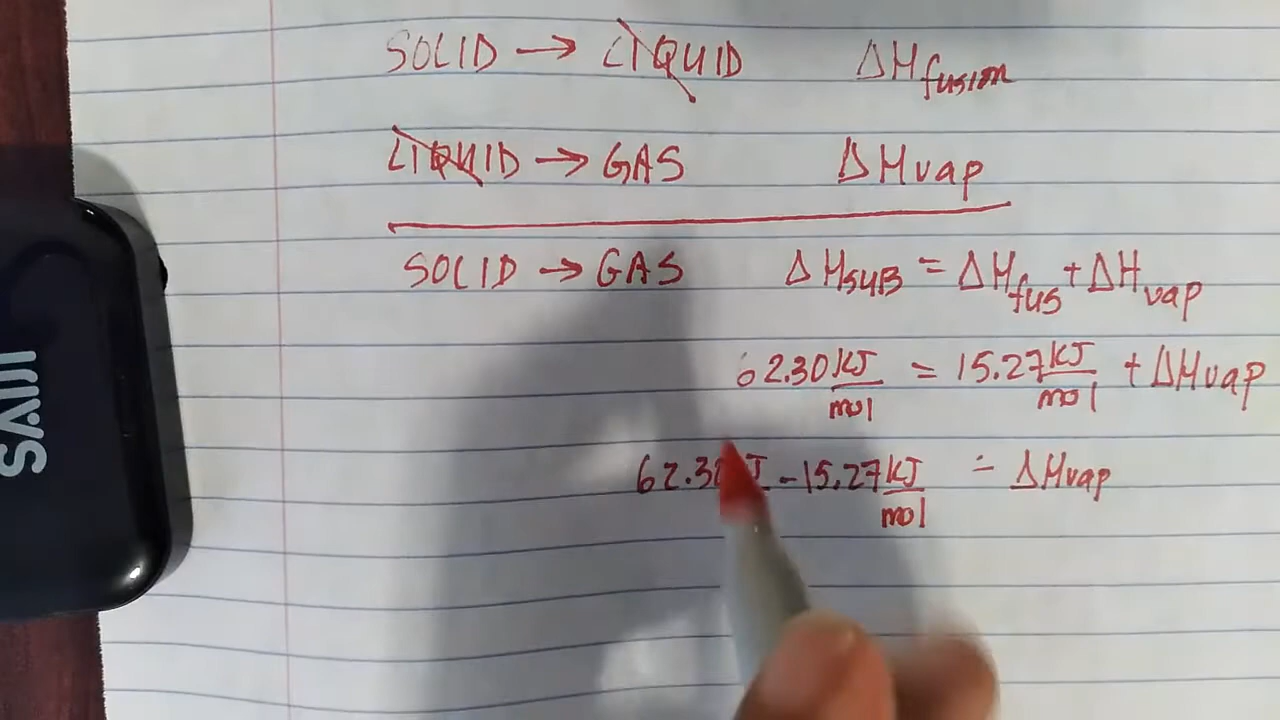 SOLID → LIQUID ΔHfusion
LIQUID → GAS ΔHvap
SOLID → GAS ΔHSUB = ΔHfus + ΔHvap
62.30 KJ/mol = 15.27 KJ/mol + ΔHvap
- 15.27 KJ/mol = ΔHvap
INIVS